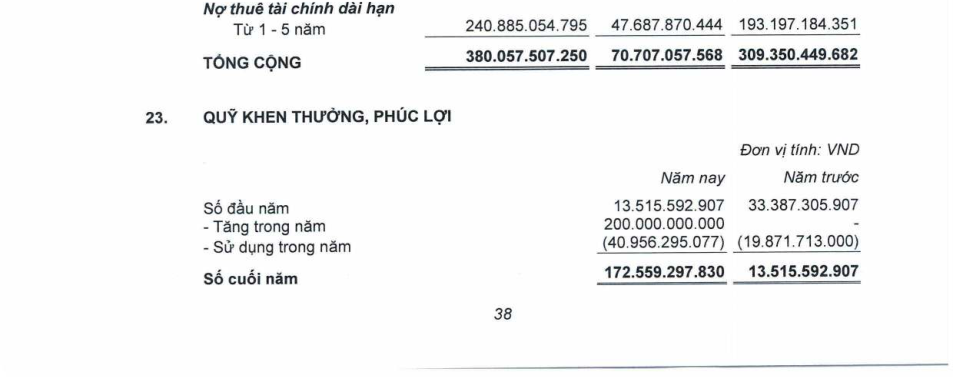 Nợ thuê tài chính dài hạn
Từ 1 - 5 năm 240.885.054.795 47.687.870.444 193.197.184.351
TỔNG CỘNG 380.057.507.250 70.707.057.568 309.350.449.682
23. QUỸ KHEN THƯỞNG, PHÚC LỢI
Đơn vị tính: VND
Năm nay Năm trước
Số đầu năm 13.515.592.907 33.387.305.907
- Tăng trong năm 200.000.000.000 -
- Sử dụng trong năm (40.956.295.077) (19.871.713.000)
Số cuối năm 172.559.297.830 13.515.592.907
38